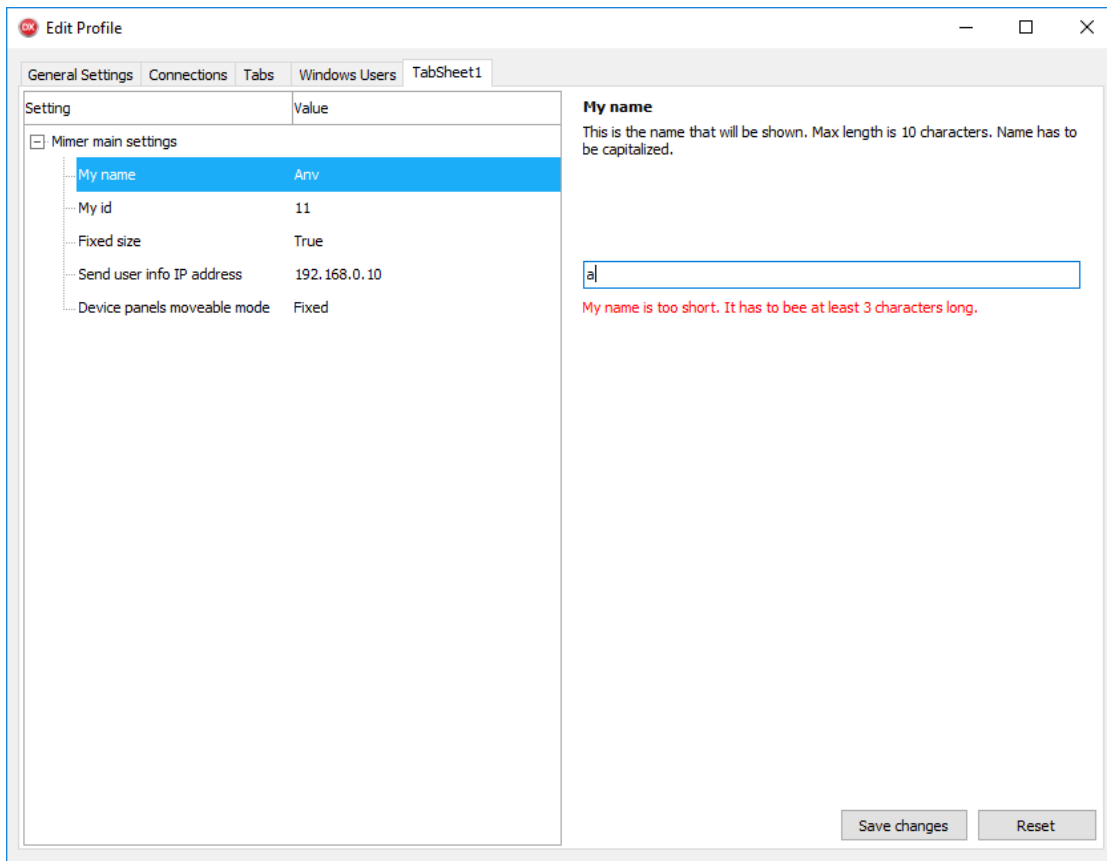 DX Edit Profile
General Settings Connections Tabs Windows Users TabSheet1
Setting Value
Mimer main settings
My name Anv
My id 11
Fixed size True
Send user info IP address 192.168.0.10
Device panels moveable mode Fixed
My name
This is the name that will be shown. Max length is 10 characters. Name has to
be capitalized.
a
My name is too short. It has to bee at least 3 characters long.
Save changes Reset